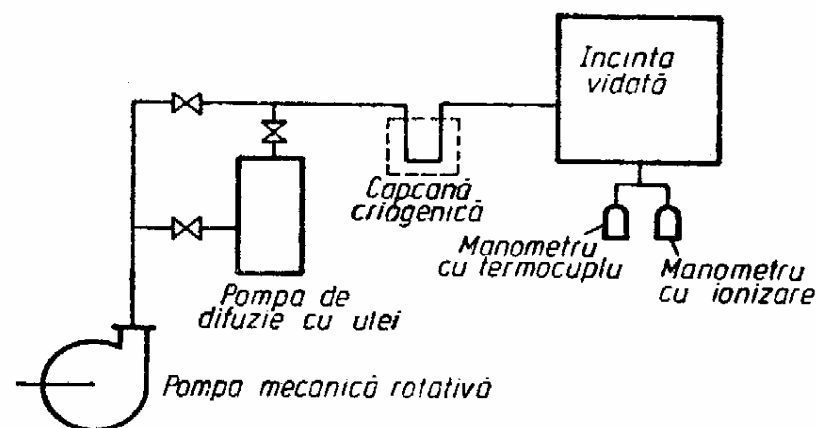 Incinta
vidată
Capcană
criogenică
Manometru
cu termocuplu
Manometru
cu ionizare
Pompa de
difuzie cu ulei
Pompa mecanică rotativă